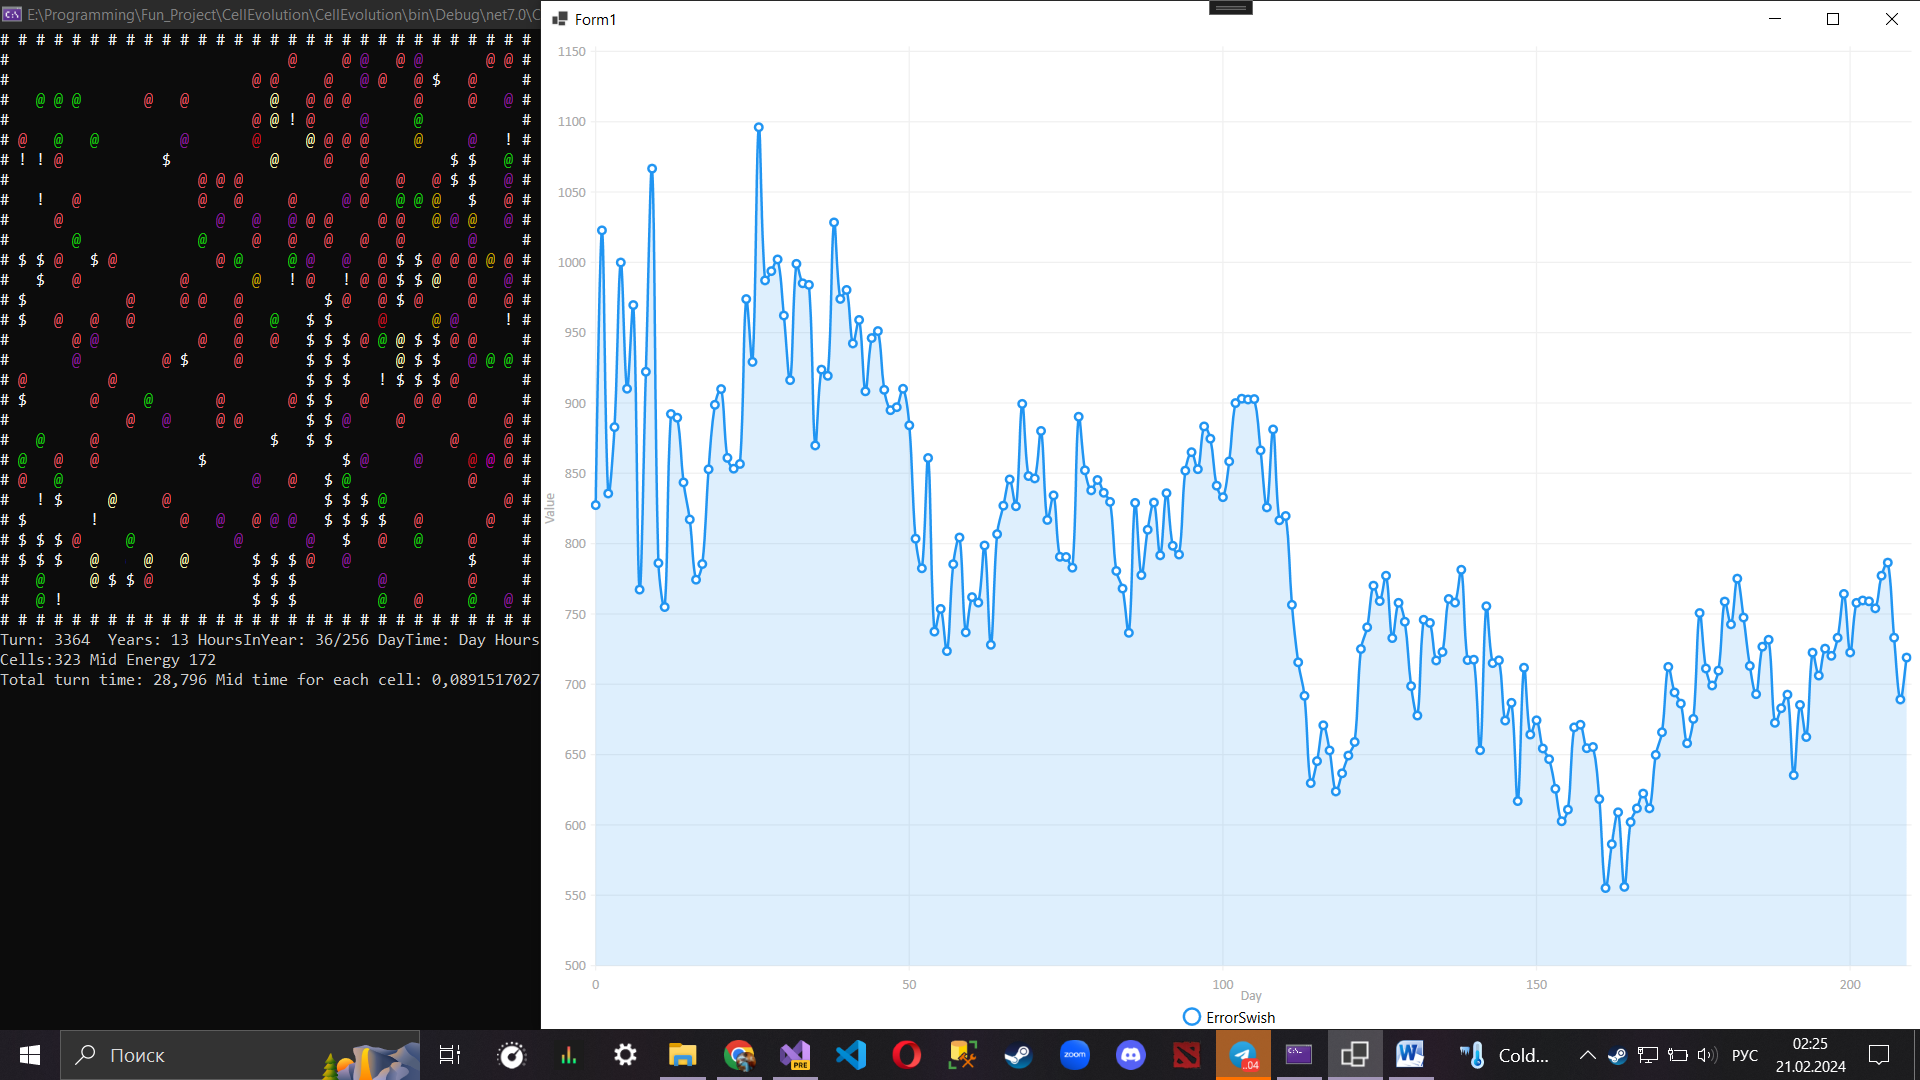 E:\Programming\Fun_Project\CellEvolution\CellEvolution\bin\Debug\net7.0\C
Turn: 3364 Years: 13 HoursInYear: 36/256 DayTime: Day Hours
Cells:323 Mid Energy 172
Total turn time: 28,796 Mid time for each cell: 0,0891517027
Form1
1150
1100
1050
1000
950
900
850
800
750
700
650
600
550
500
Value
0
50
100
150
200
Day
ErrorSwish
Поиск
PRE
zoom
..04
Cold...
РУС
02:25
21.02.2024